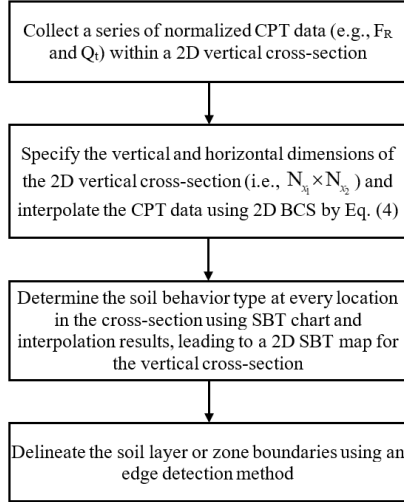 Collect a series of normalized CPT data (e.g., F_R
and Q_t) within a 2D vertical cross-section
Specify the vertical and horizontal dimensions of
the 2D vertical cross-section (i.e., N_{x_1} × N_{x_2} ) and
interpolate the CPT data using 2D BCS by Eq. (4)
Determine the soil behavior type at every location
in the cross-section using SBT chart and
interpolation results, leading to a 2D SBT map for
the vertical cross-section
Delineate the soil layer or zone boundaries using an
edge detection method